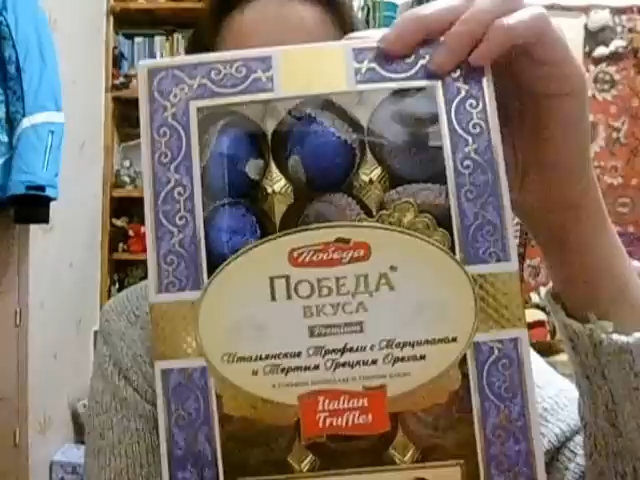 Победа
ПОБЕДА®
ВКУСА
Premium
Итальянские Трюфели с Марципаном
и Тертым Грецким Орехом
Italian
Truffles